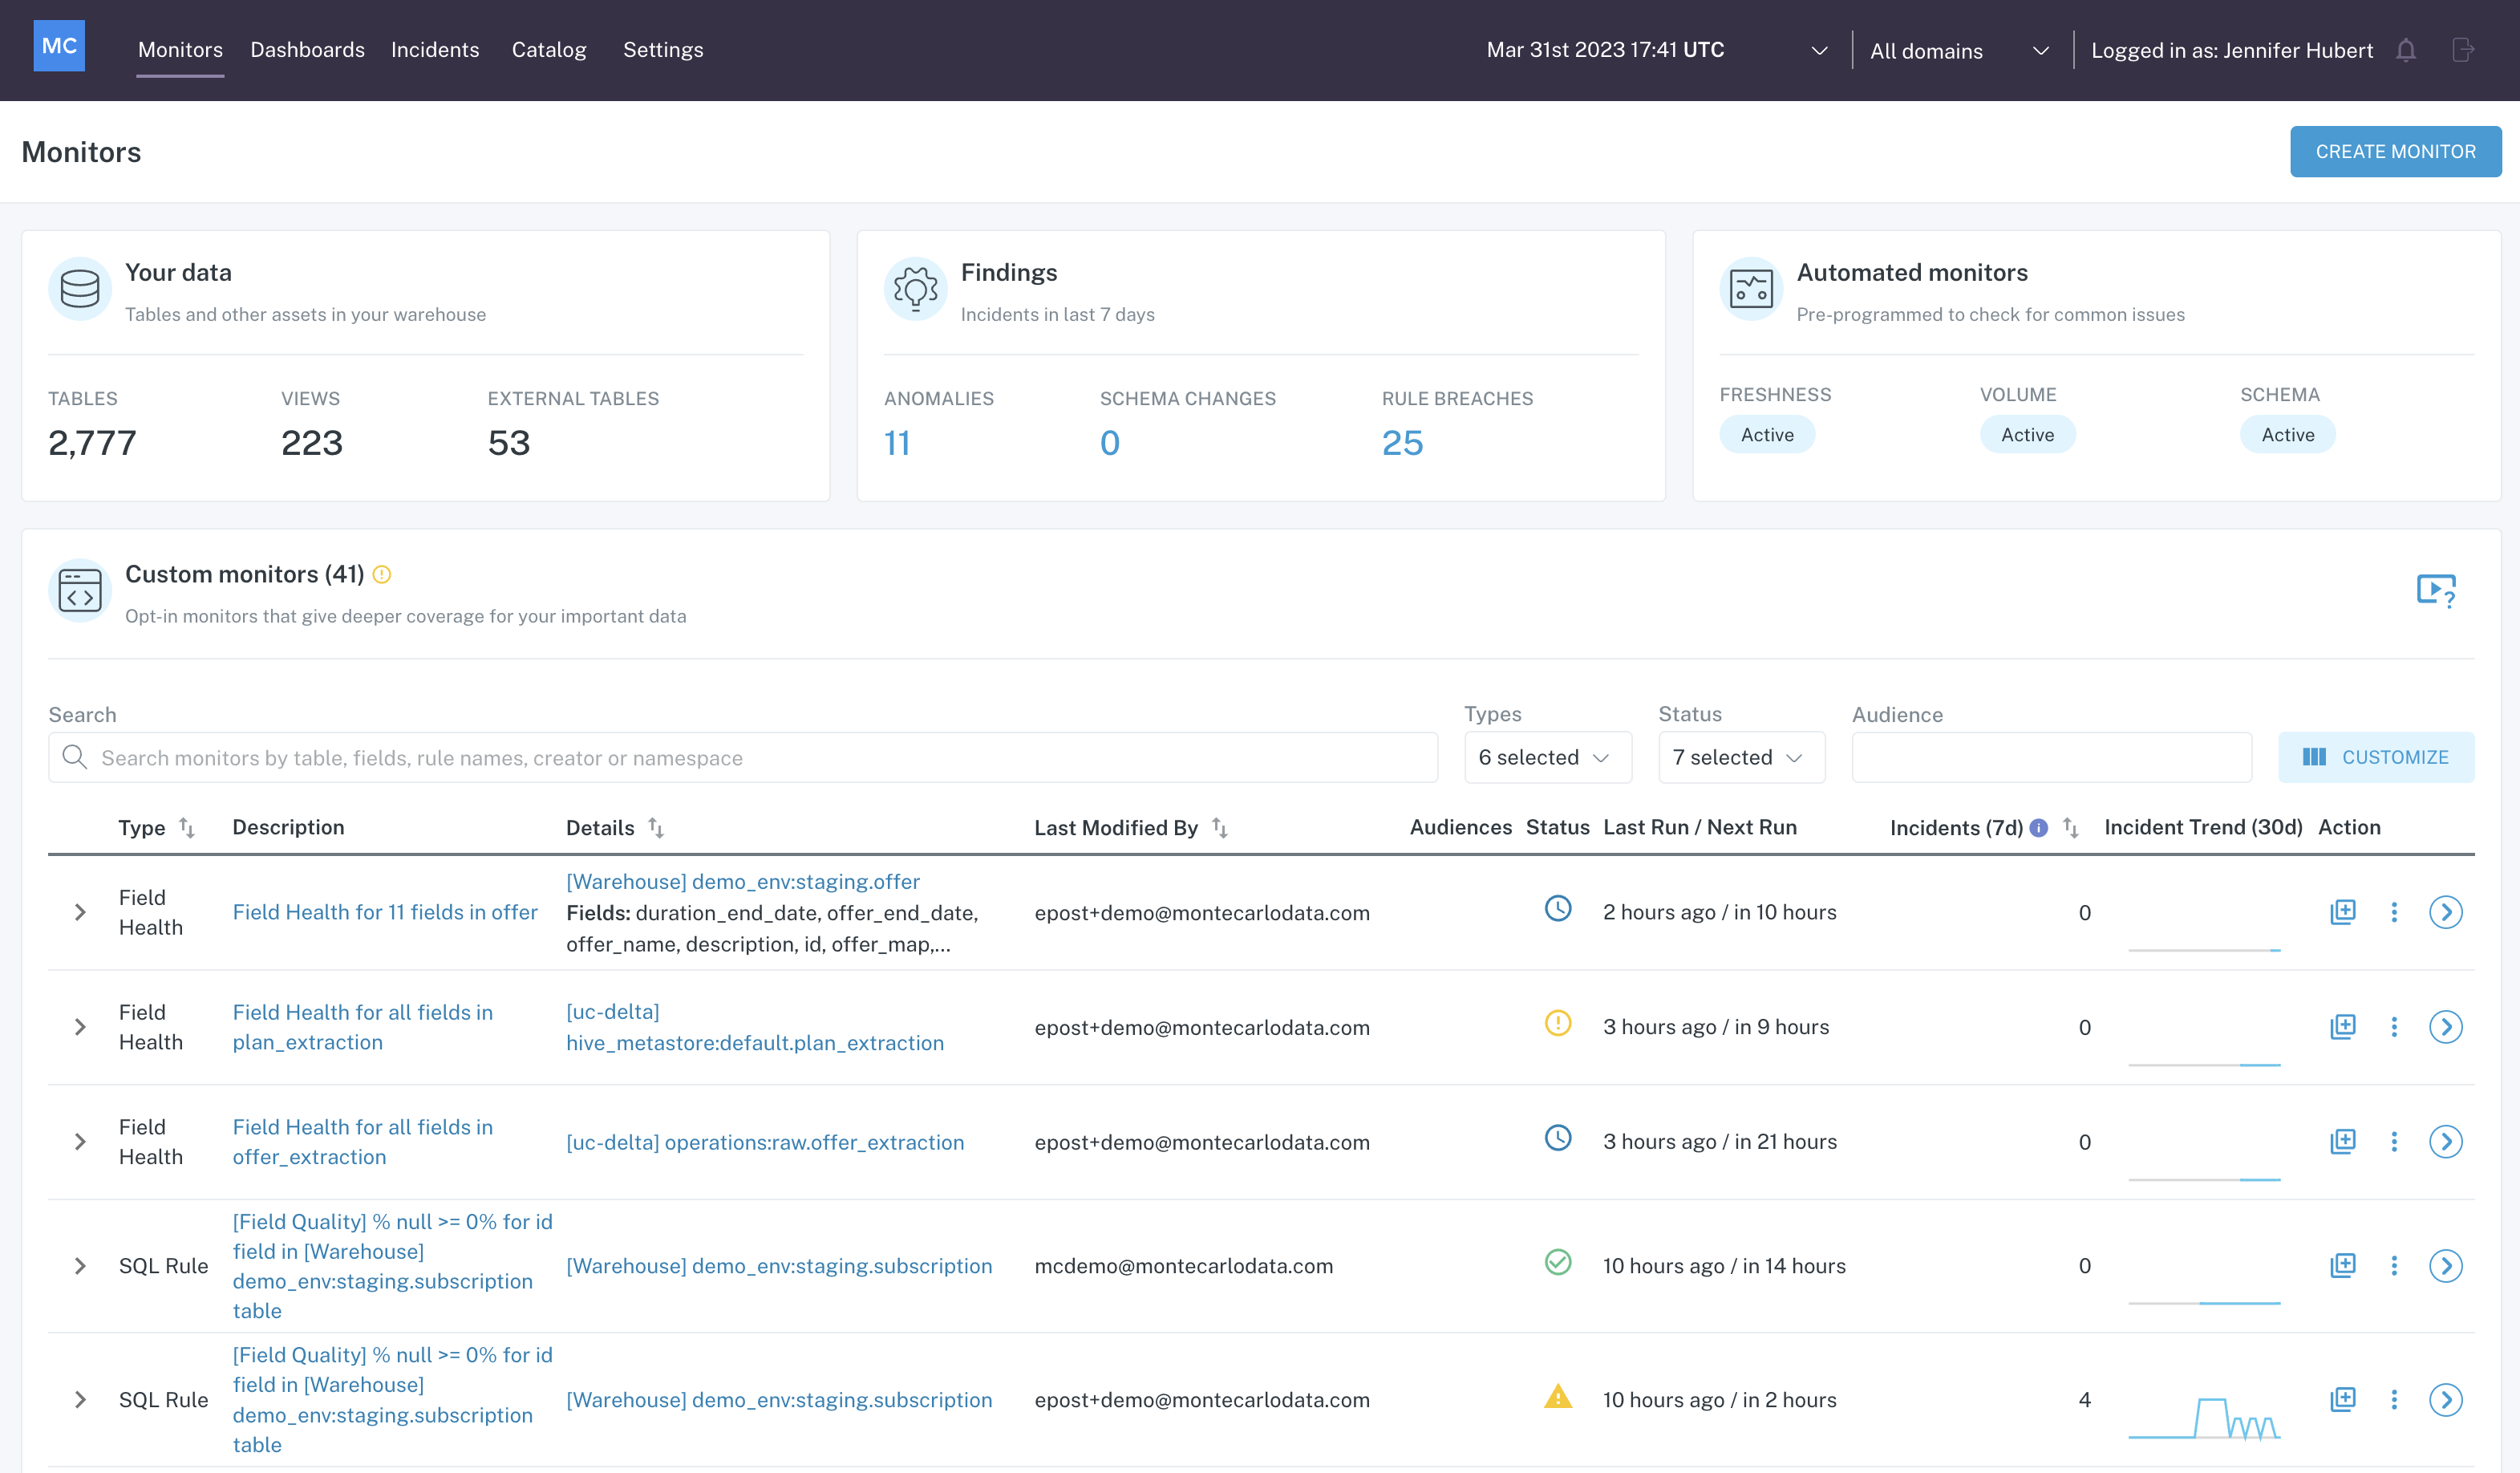 MC
Monitors
Dashboards
Incidents
Catalog
Settings
Mar 31st 2023 17:41 UTC
All domains
Logged in as: Jennifer Hubert
Monitors
CREATE MONITOR
Your data
Tables and other assets in your warehouse
TABLES
VIEWS
EXTERNAL TABLES
2,777
223
53
Findings
Incidents in last 7 days
ANOMALIES
SCHEMA CHANGES
RULE BREACHES
11
0
25
Automated monitors
Pre-programmed to check for common issues
FRESHNESS
VOLUME
SCHEMA
Active
Active
Active
Custom monitors (41)
Opt-in monitors that give deeper coverage for your important data
Search
Search monitors by table, fields, rule names, creator or namespace
Types
6 selected
Status
7 selected
Audience
CUSTOMIZE
Type
Description
Details
Last Modified By
Audiences
Status
Last Run / Next Run
Incidents (7d)
Incident Trend (30d)
Action
Field
Health
Field Health for 11 fields in offer
[Warehouse] demo_env:staging.offer
Fields: duration_end_date, offer_end_date,
offer_name, description, id, offer_map,...
epost+demo@montecarlodata.com
2 hours ago / in 10 hours
0
Field
Health
Field Health for all fields in
plan_extraction
[uc-delta]
hive_metastore:default.plan_extraction
epost+demo@montecarlodata.com
3 hours ago / in 9 hours
0
Field
Health
Field Health for all fields in
offer_extraction
[uc-delta] operations:raw.offer_extraction
epost+demo@montecarlodata.com
3 hours ago / in 21 hours
0
SQL Rule
[Field Quality] % null >= 0% for id
field in [Warehouse]
demo_env:staging.subscription
table
[Warehouse] demo_env:staging.subscription
mcdemo@montecarlodata.com
10 hours ago / in 14 hours
0
SQL Rule
[Field Quality] % null >= 0% for id
field in [Warehouse]
demo_env:staging.subscription
table
[Warehouse] demo_env:staging.subscription
epost+demo@montecarlodata.com
10 hours ago / in 2 hours
4